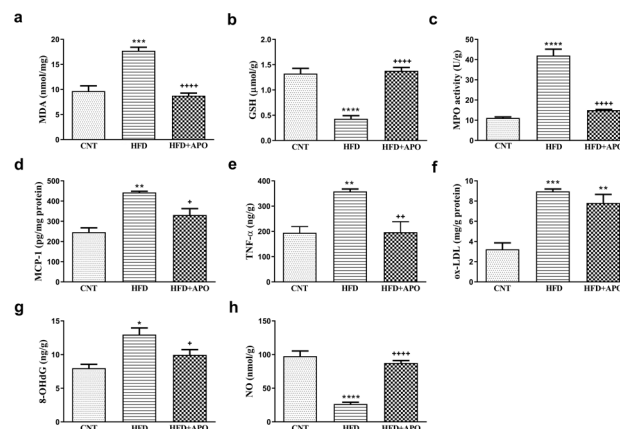 a
MDA (nmol/mg)
20
15
10
5
0
***
++++
CNT HFD HFD+APO
b
GSH (µmol/g)
2.0
1.5
1.0
0.5
0.0
****
++++
CNT HFD HFD+APO
c
MPO activity (U/g)
50
40
30
20
10
0
****
++++
CNT HFD HFD+APO
d
MCP-1 (pg/mg protein)
500
400
300
200
100
0
**
+
CNT HFD HFD+APO
e
TNF-α (ng/g)
400
300
200
100
0
**
++
CNT HFD HFD+APO
f
ox-LDL (mg/g protein)
10
8
6
4
2
0
***
**
CNT HFD HFD+APO
g
8-OHdG (ng/g)
15
10
5
0
*
+
CNT HFD HFD+APO
h
NO (nmol/g)
150
100
50
0
****
++++
CNT HFD HFD+APO